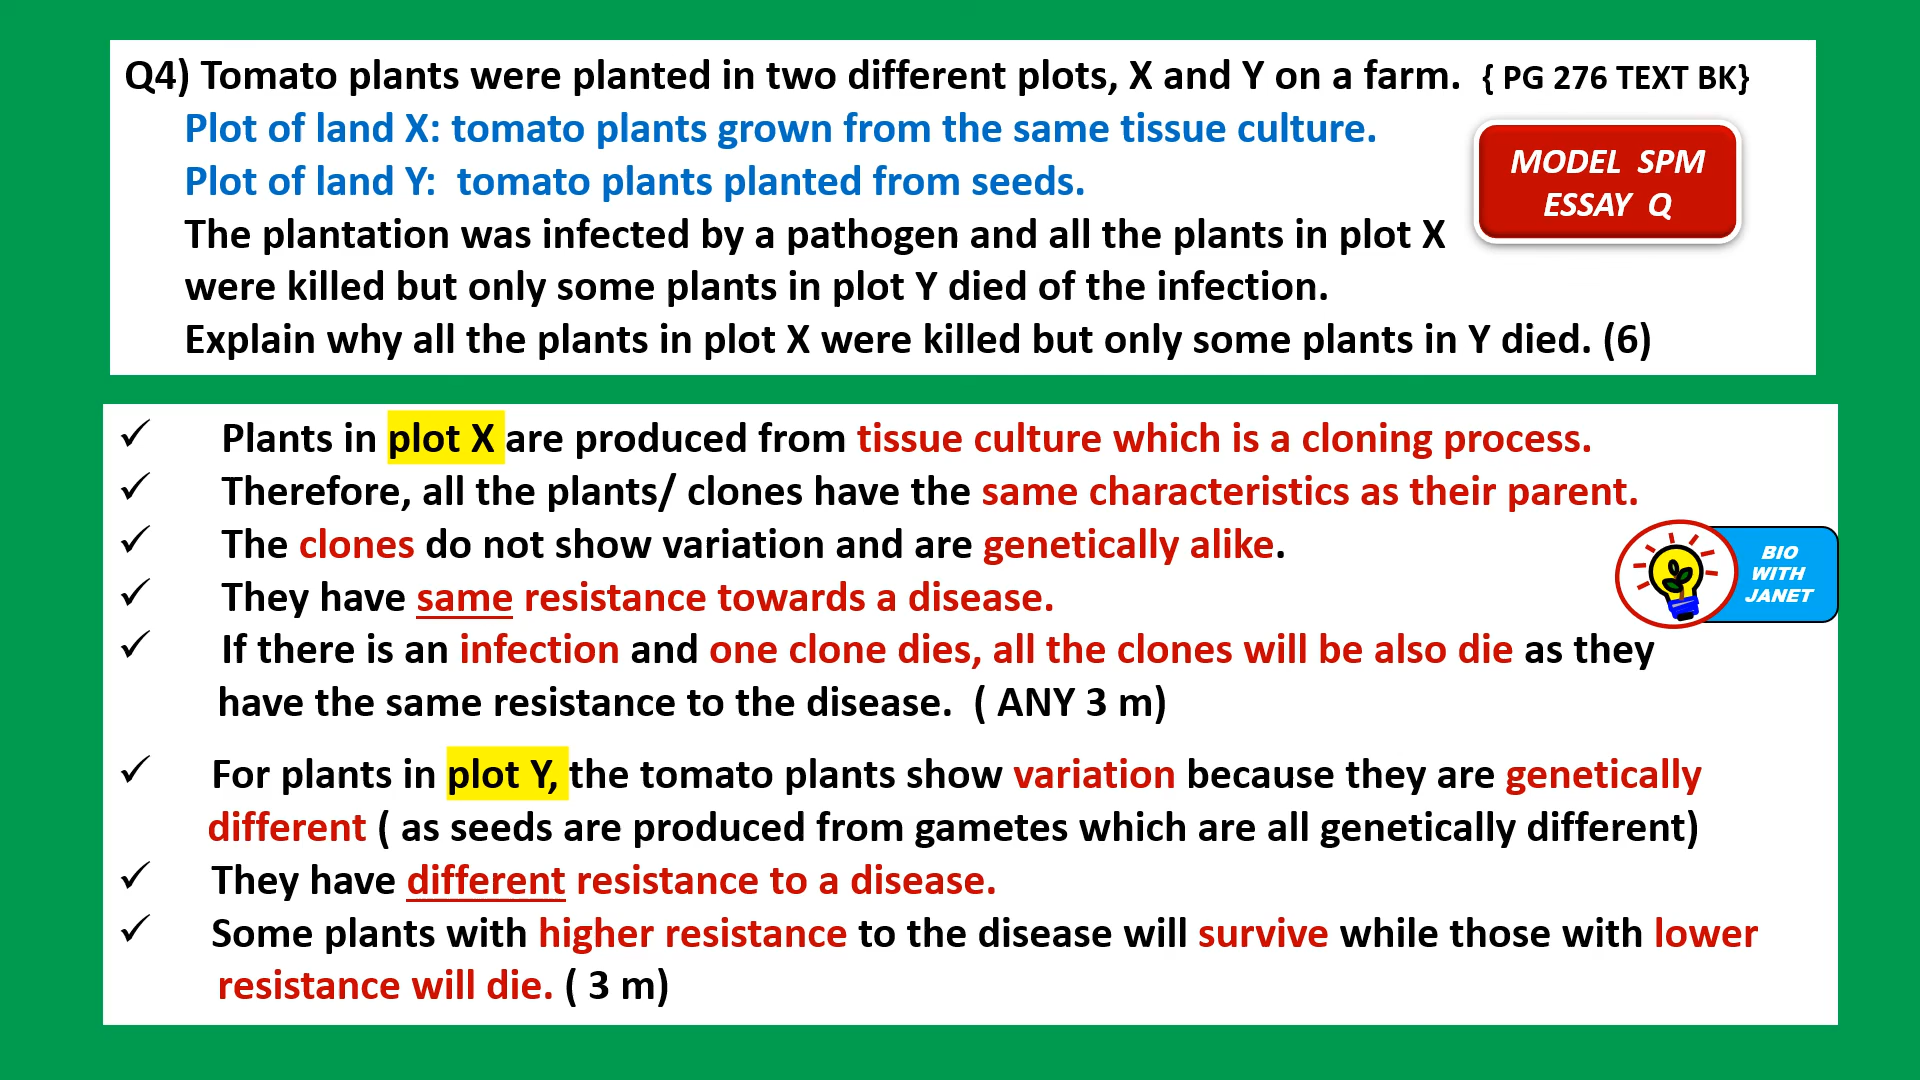 Q4) Tomato plants were planted in two different plots, X and Y on a farm. { PG 276 TEXT BK}
Plot of land X: tomato plants grown from the same tissue culture.
Plot of land Y: tomato plants planted from seeds.
MODEL SPM
ESSAY Q
The plantation was infected by a pathogen and all the plants in plot X
were killed but only some plants in plot Y died of the infection.
Explain why all the plants in plot X were killed but only some plants in Y died. (6)
✓ Plants in plot X are produced from tissue culture which is a cloning process.
✓ Therefore, all the plants/ clones have the same characteristics as their parent.
✓ The clones do not show variation and are genetically alike.
✓ They have same resistance towards a disease.
BIO
WITH
JANET
✓ If there is an infection and one clone dies, all the clones will be also die as they
have the same resistance to the disease. ( ANY 3 m)
✓ For plants in plot Y, the tomato plants show variation because they are genetically
different ( as seeds are produced from gametes which are all genetically different)
✓ They have different resistance to a disease.
✓ Some plants with higher resistance to the disease will survive while those with lower
resistance will die. ( 3 m)